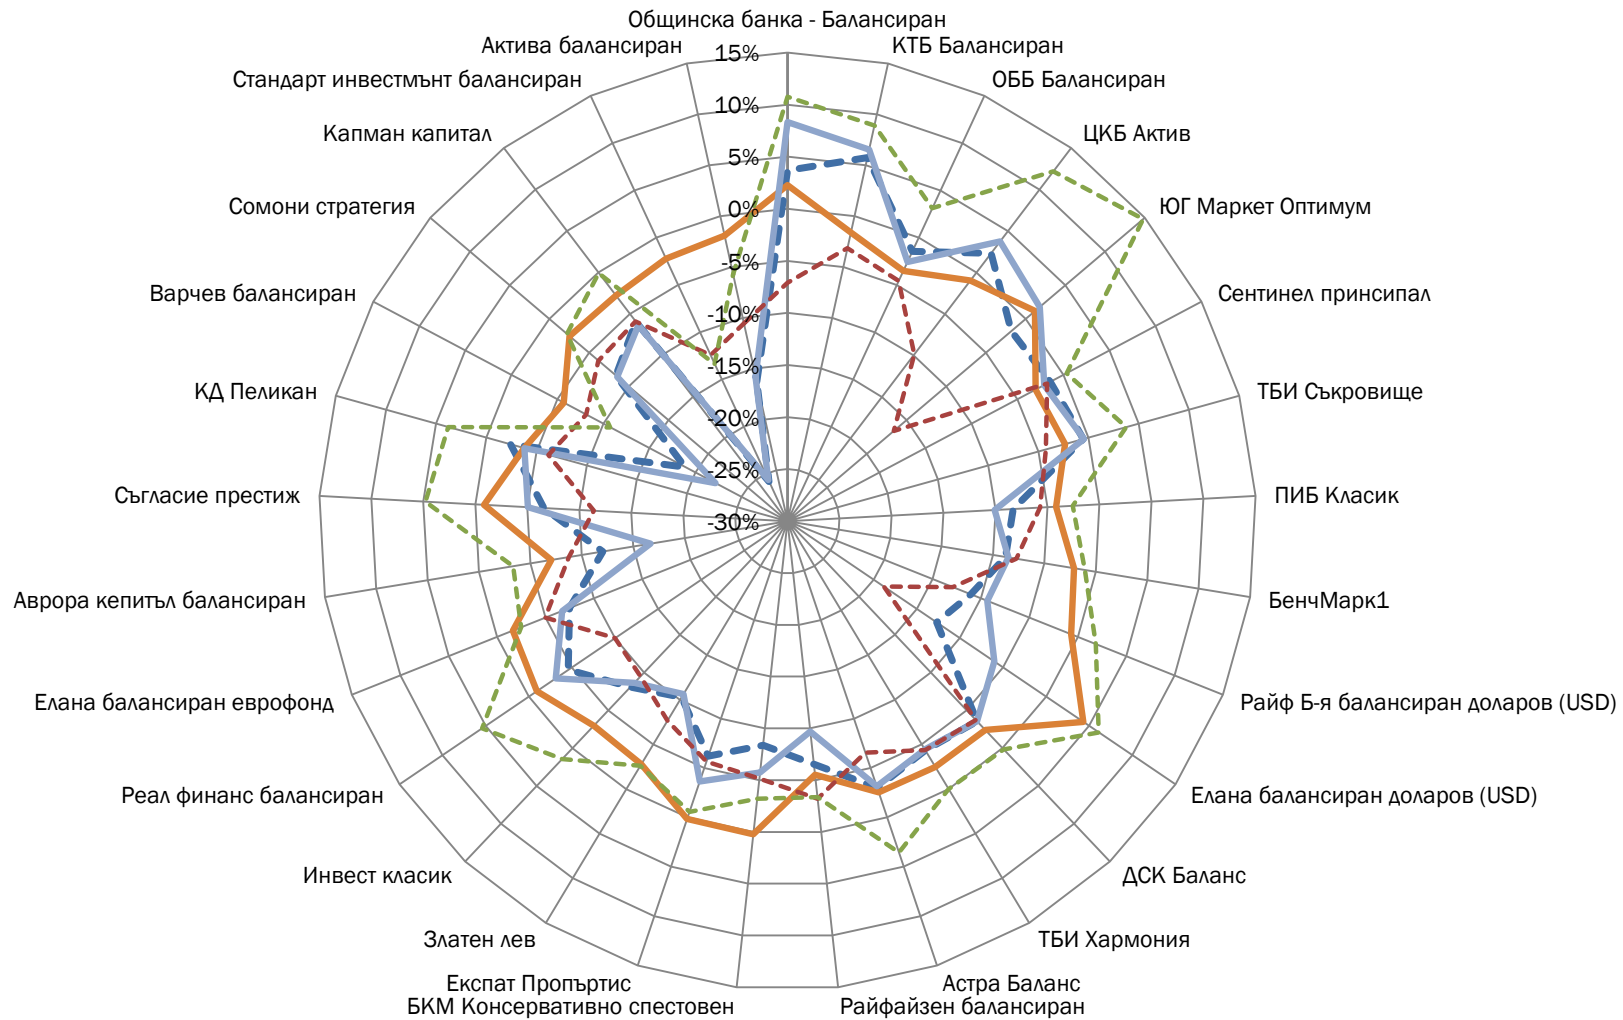 Общинска банка - Балансиран
Актива балансиран
КТБ Балансиран
15%
Стандарт инвестмънт балансиран
ОББ Балансиран
10%
Капман капитал
ЦКБ Актив
5%
Сомони стратегия
0%
ЮГ Маркет Оптимум
-5%
Варчев балансиран
Сентинел принсипал
-10%
-15%
КД Пеликан
ТБИ Съкровище
-20%
-25%
Съгласие престиж
ПИБ Класик
-30%
Аврора кепитъл балансиран
БенчМарк1
Елана балансиран еврофонд
Райф Б-я балансиран доларов (USD)
Реал финанс балансиран
Елана балансиран доларов (USD)
Инвест класик
ДСК Баланс
Златен лев
ТБИ Хармония
Експат Пропъртис
Астра Баланс
БКМ Консервативно спестовен
Райфайзен балансиран